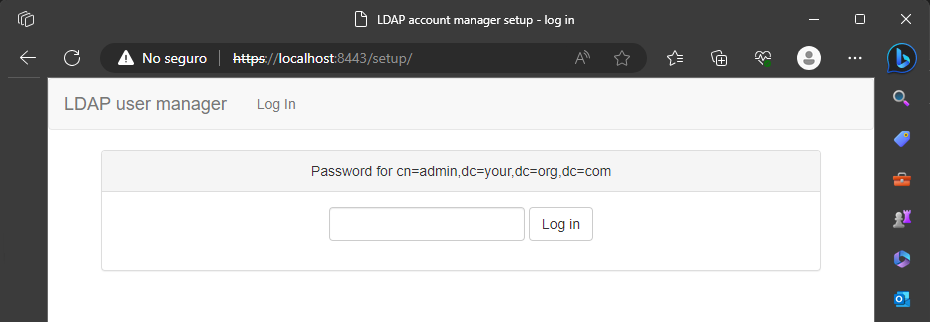 LDAP account manager setup - log in
No seguro https://localhost:8443/setup/
LDAP user manager Log In
Password for cn=admin,dc=your,dc=org,dc=com
Log in